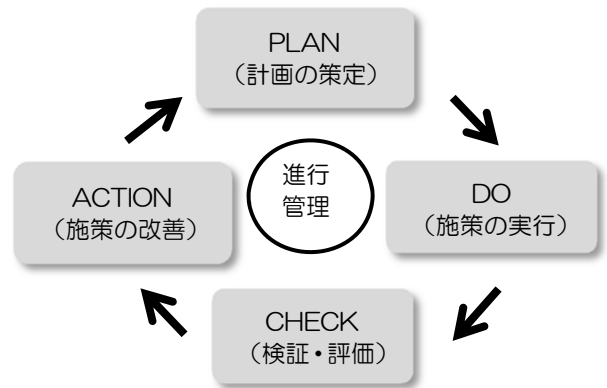 PLAN
（計画の策定）
ACTION
（施策の改善）
進行
管理
DO
（施策の実行）
CHECK
（検証・評価）